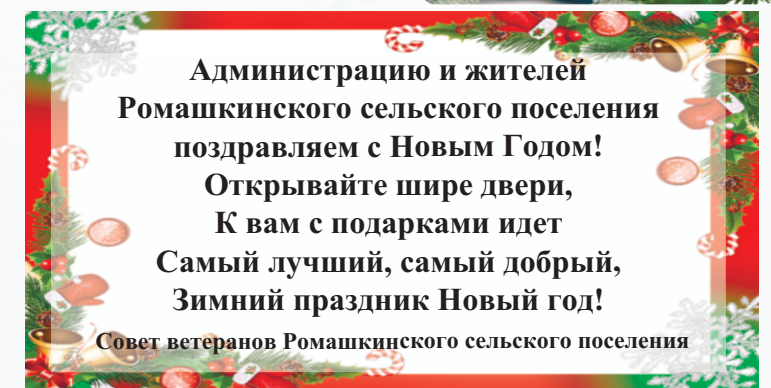 Администрацию и жителей
Ромашкинского сельского поселения
поздравляем с Новым Годом!
Открывайте шире двери,
К вам с подарками идет
Самый лучший, самый добрый,
Зимний праздник Новый год!
Совет ветеранов Ромашкинского сельского поселения